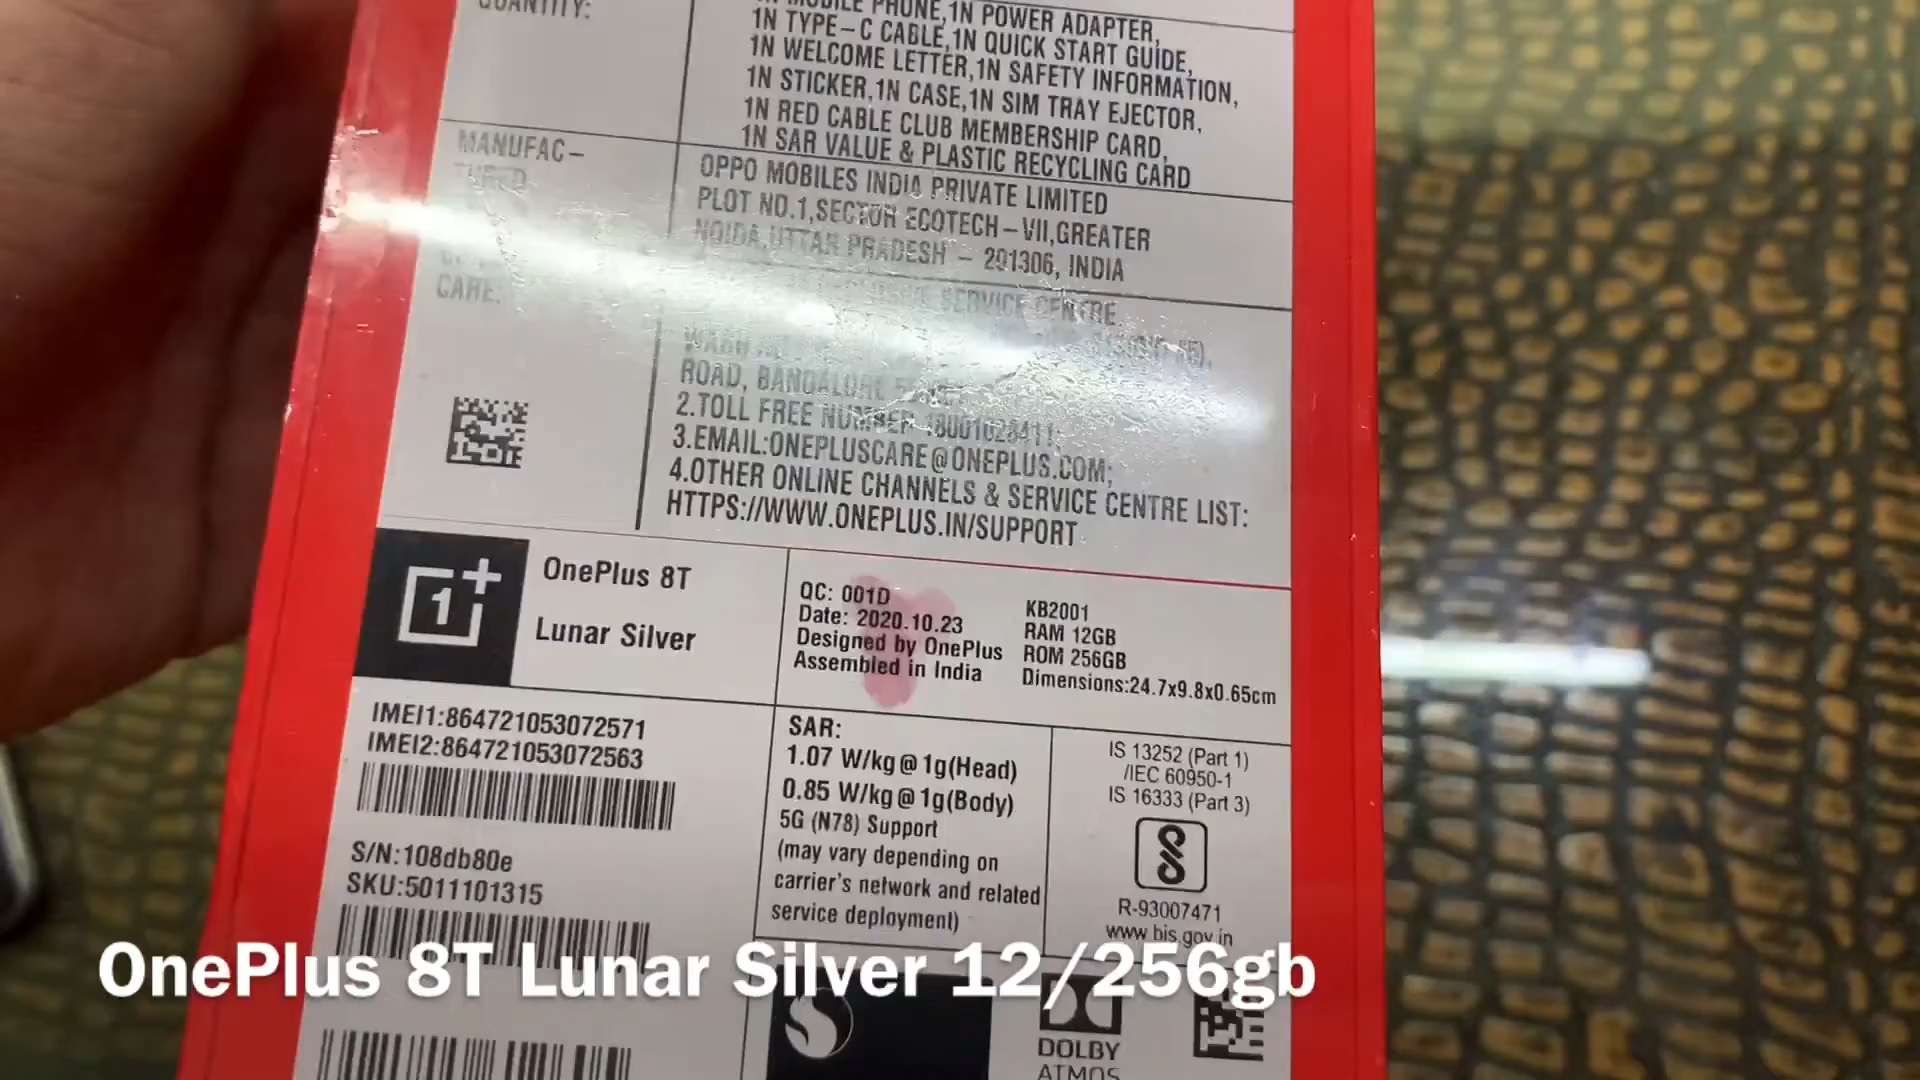 QUANTITY:
MOBILE PHONE,1N POWER ADAPTER,
1N TYPE-C CABLE,1N QUICK START GUIDE,
1N WELCOME LETTER,1N SAFETY INFORMATION,
1N STICKER,1N CASE,1N SIM TRAY EJECTOR,
1N RED CABLE CLUB MEMBERSHIP CARD,
1N SAR VALUE & PLASTIC RECYCLING CARD
MANUFAC-
TURED
OPPO MOBILES INDIA PRIVATE LIMITED
PLOT NO.1,SECTOR ECOTECH-VII,GREATER
NOIDA,UTTAR PRADESH - 201306, INDIA
CARE:
SERVICE CENTRE
ROAD, BANGALORE
2.TOLL FREE NUMBER 18001028411;
3.EMAIL:ONEPLUSCARE@ONEPLUS.COM;
4.OTHER ONLINE CHANNELS & SERVICE CENTRE LIST:
HTTPS://WWW.ONEPLUS.IN/SUPPORT
1+
OnePlus 8T
Lunar Silver
QC: 001D
Date: 2020.10.23
Designed by OnePlus
Assembled in India
KB2001
RAM 12GB
ROM 256GB
Dimensions:24.7x9.8x0.65cm
IMEI1:864721053072571
IMEI2:864721053072563
S/N:108db80e
SKU:5011101315
SAR:
1.07 W/kg@1g(Head)
0.85 W/kg@1g(Body)
5G (N78) Support
(may vary depending on
carrier's network and related
service deployment)
IS 13252 (Part 1)
/IEC 60950-1
IS 16333 (Part 3)
R-93007471
www.bis.gov.in
OnePlus 8T Lunar Silver 12/256gb
DOLBY
ATMOS